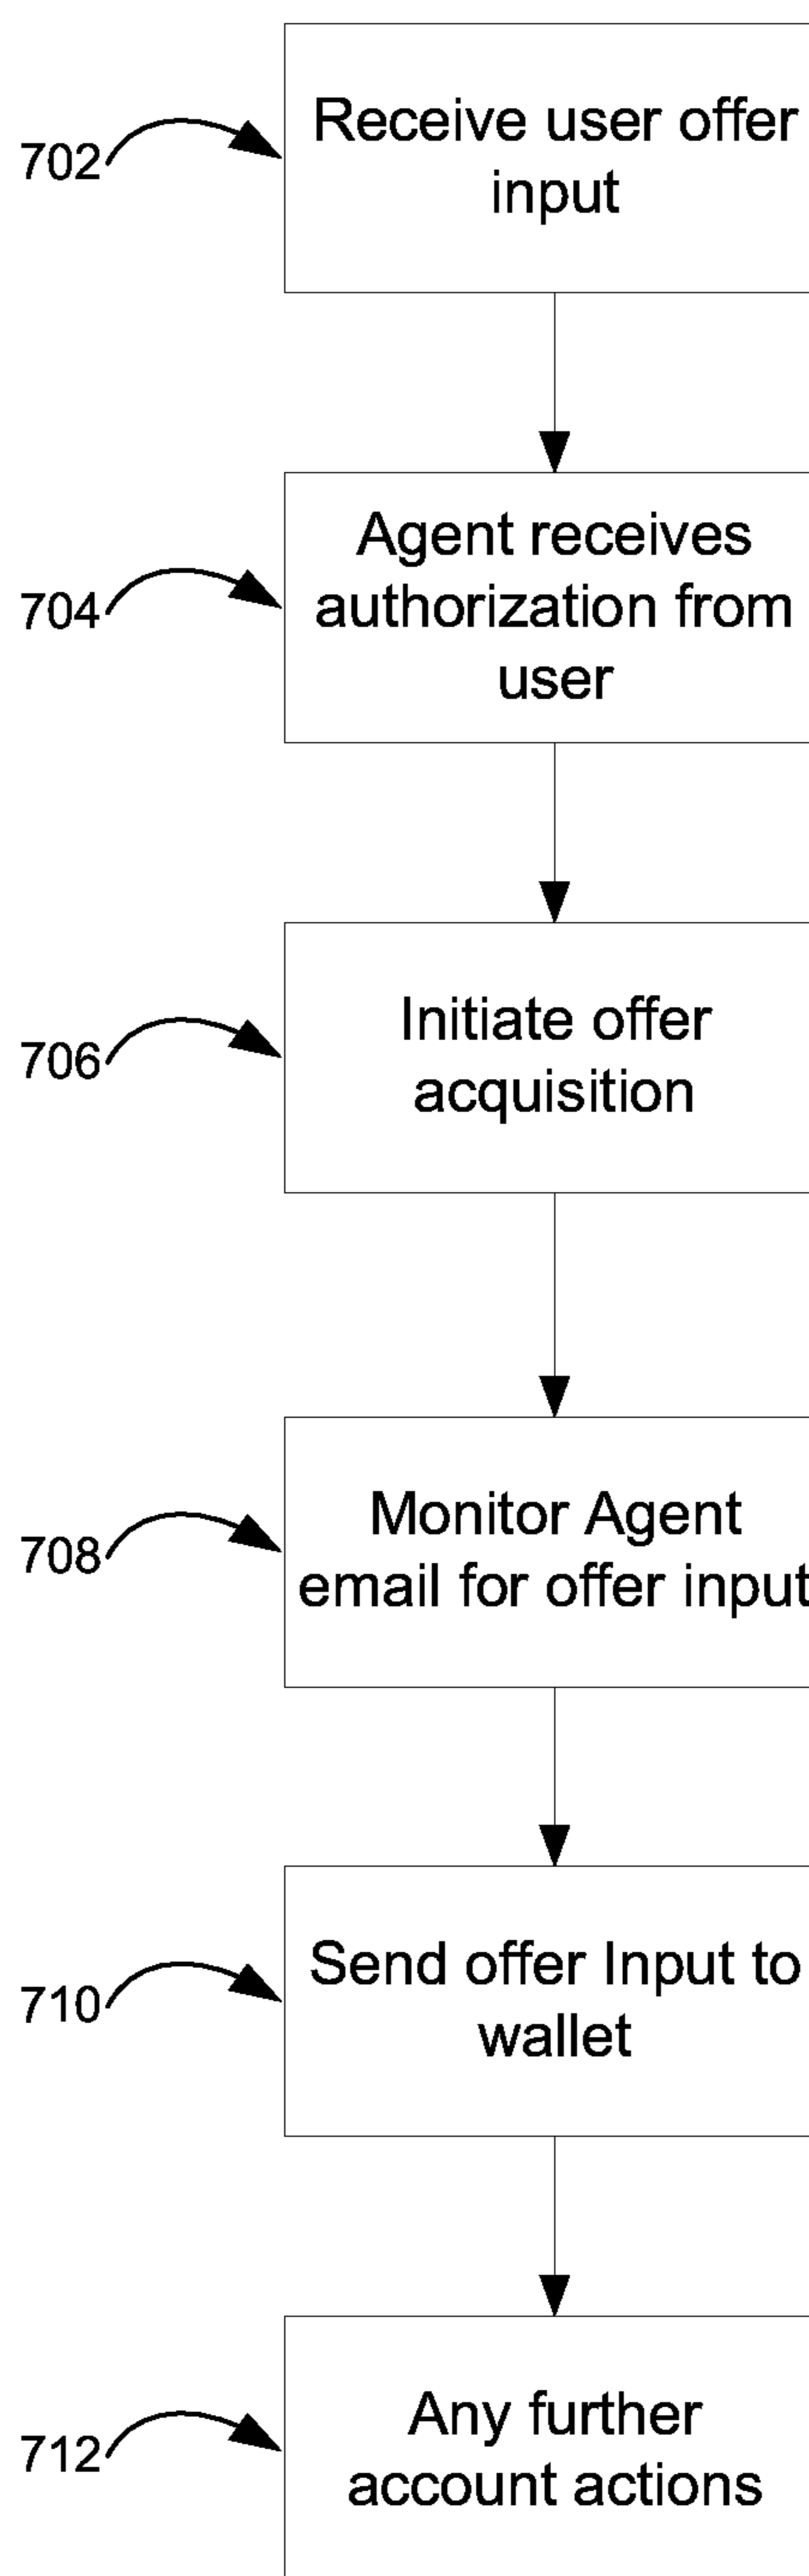 Receive user offer
input
702
Agent receives
authorization from
user
704
Initiate offer
acquisition
706
Monitor Agent
email for offer input
708
Send offer Input to
wallet
710
Any further
account actions
712